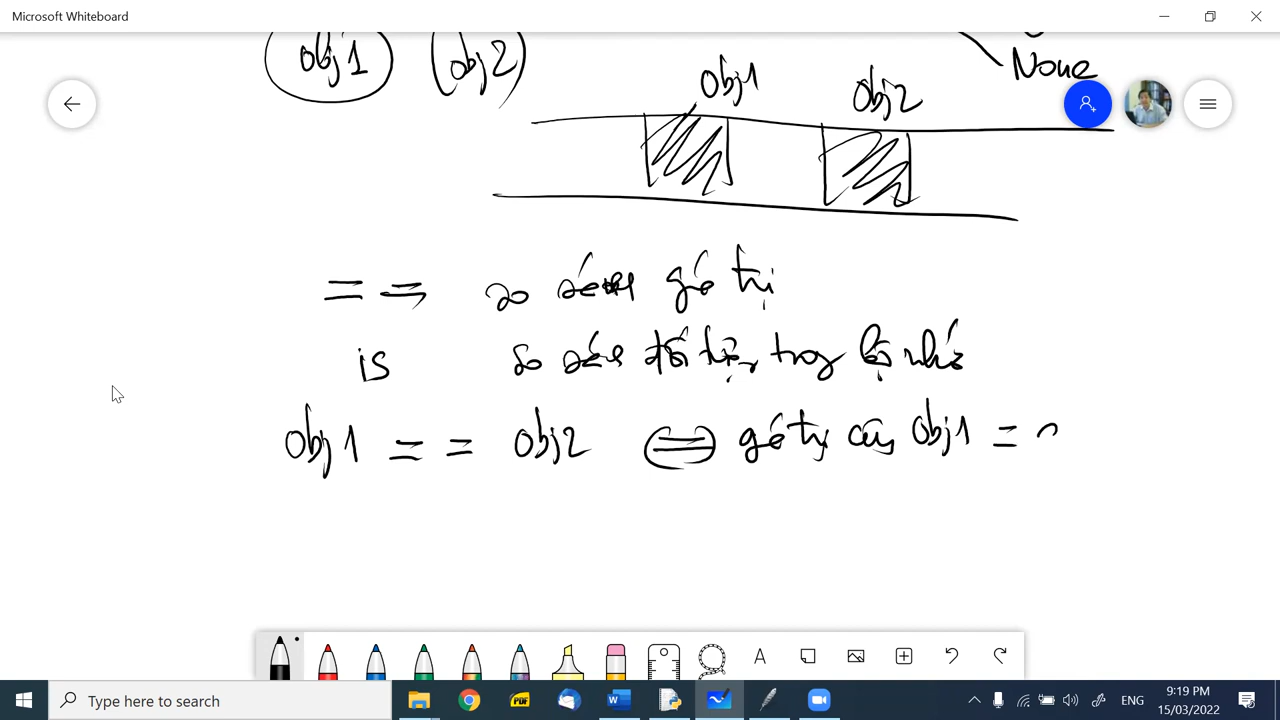 Microsoft Whiteboard
obj1 obj2
None
obj1 obj2
== so sánh giá trị
is so sánh đối tượng trong bộ nhớ
obj1 == obj2 ⇔ giá trị của obj1 =
Type here to search
PDF
ENG
9:19 PM
15/03/2022